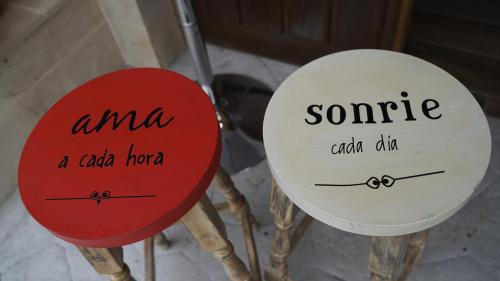 ama
a cada hora
sonrie
cada dia